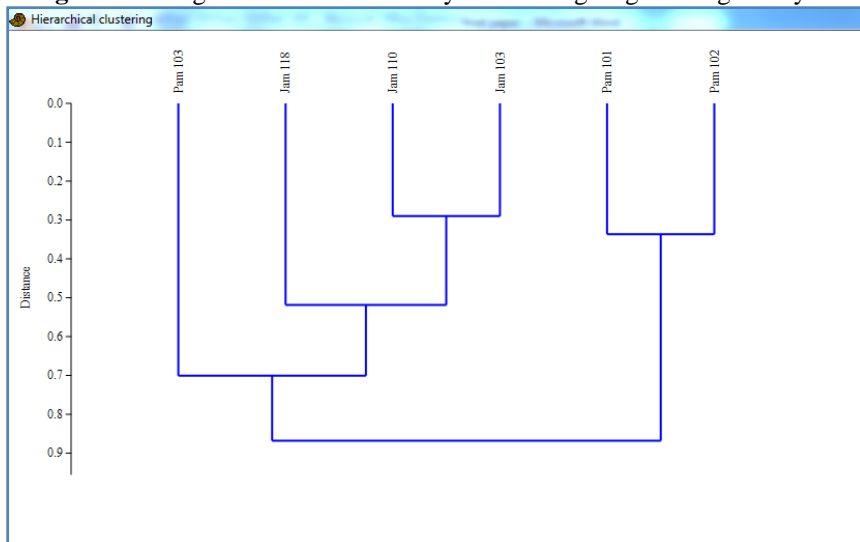 Hierarchical clustering
Pam 103
Jam 118
Jam 110
Jam 103
Pam 101
Pam 102
0.0
0.1
0.2
0.3
0.4
0.5
0.6
0.7
0.8
0.9
Distance